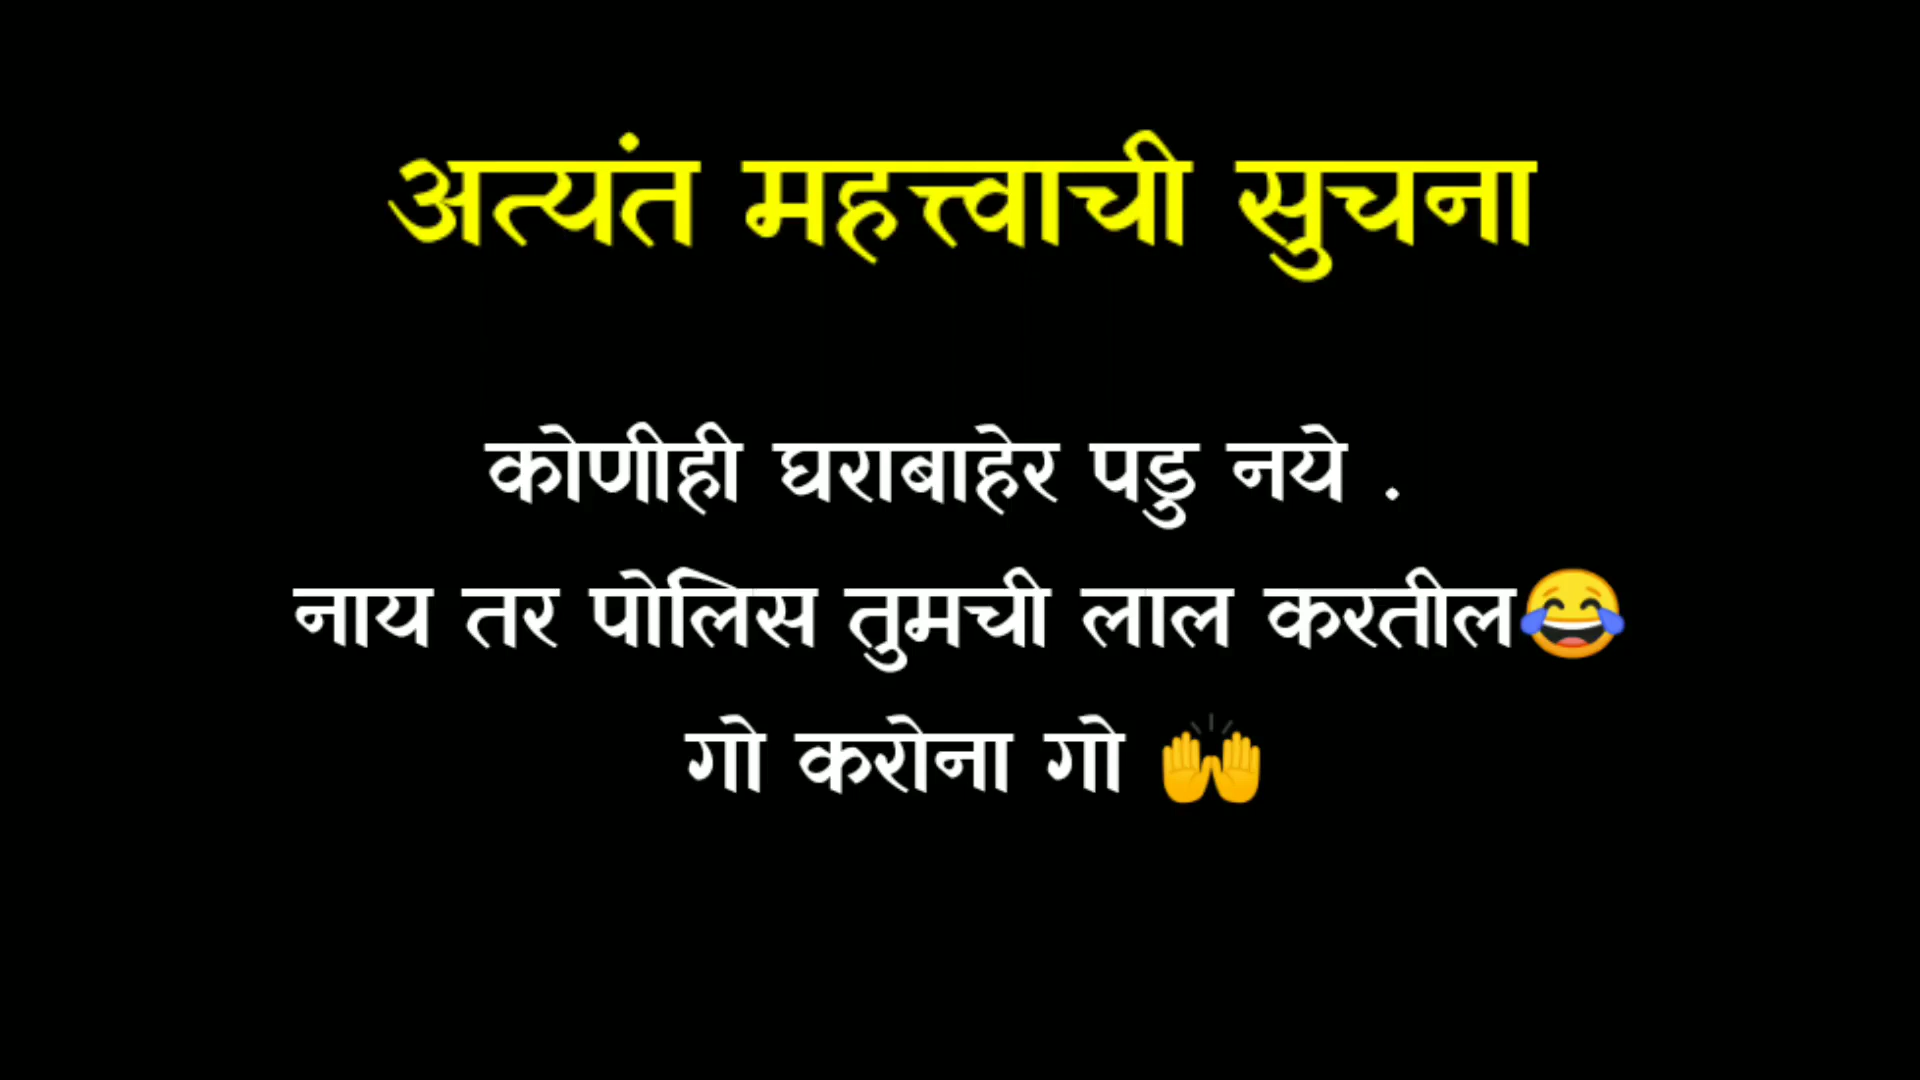 अत्यंत महत्त्वाची सुचना
कोणीही घराबाहेर पडु नये .
नाय तर पोलिस तुमची लाल करतील😂
गो करोना गो 🙌